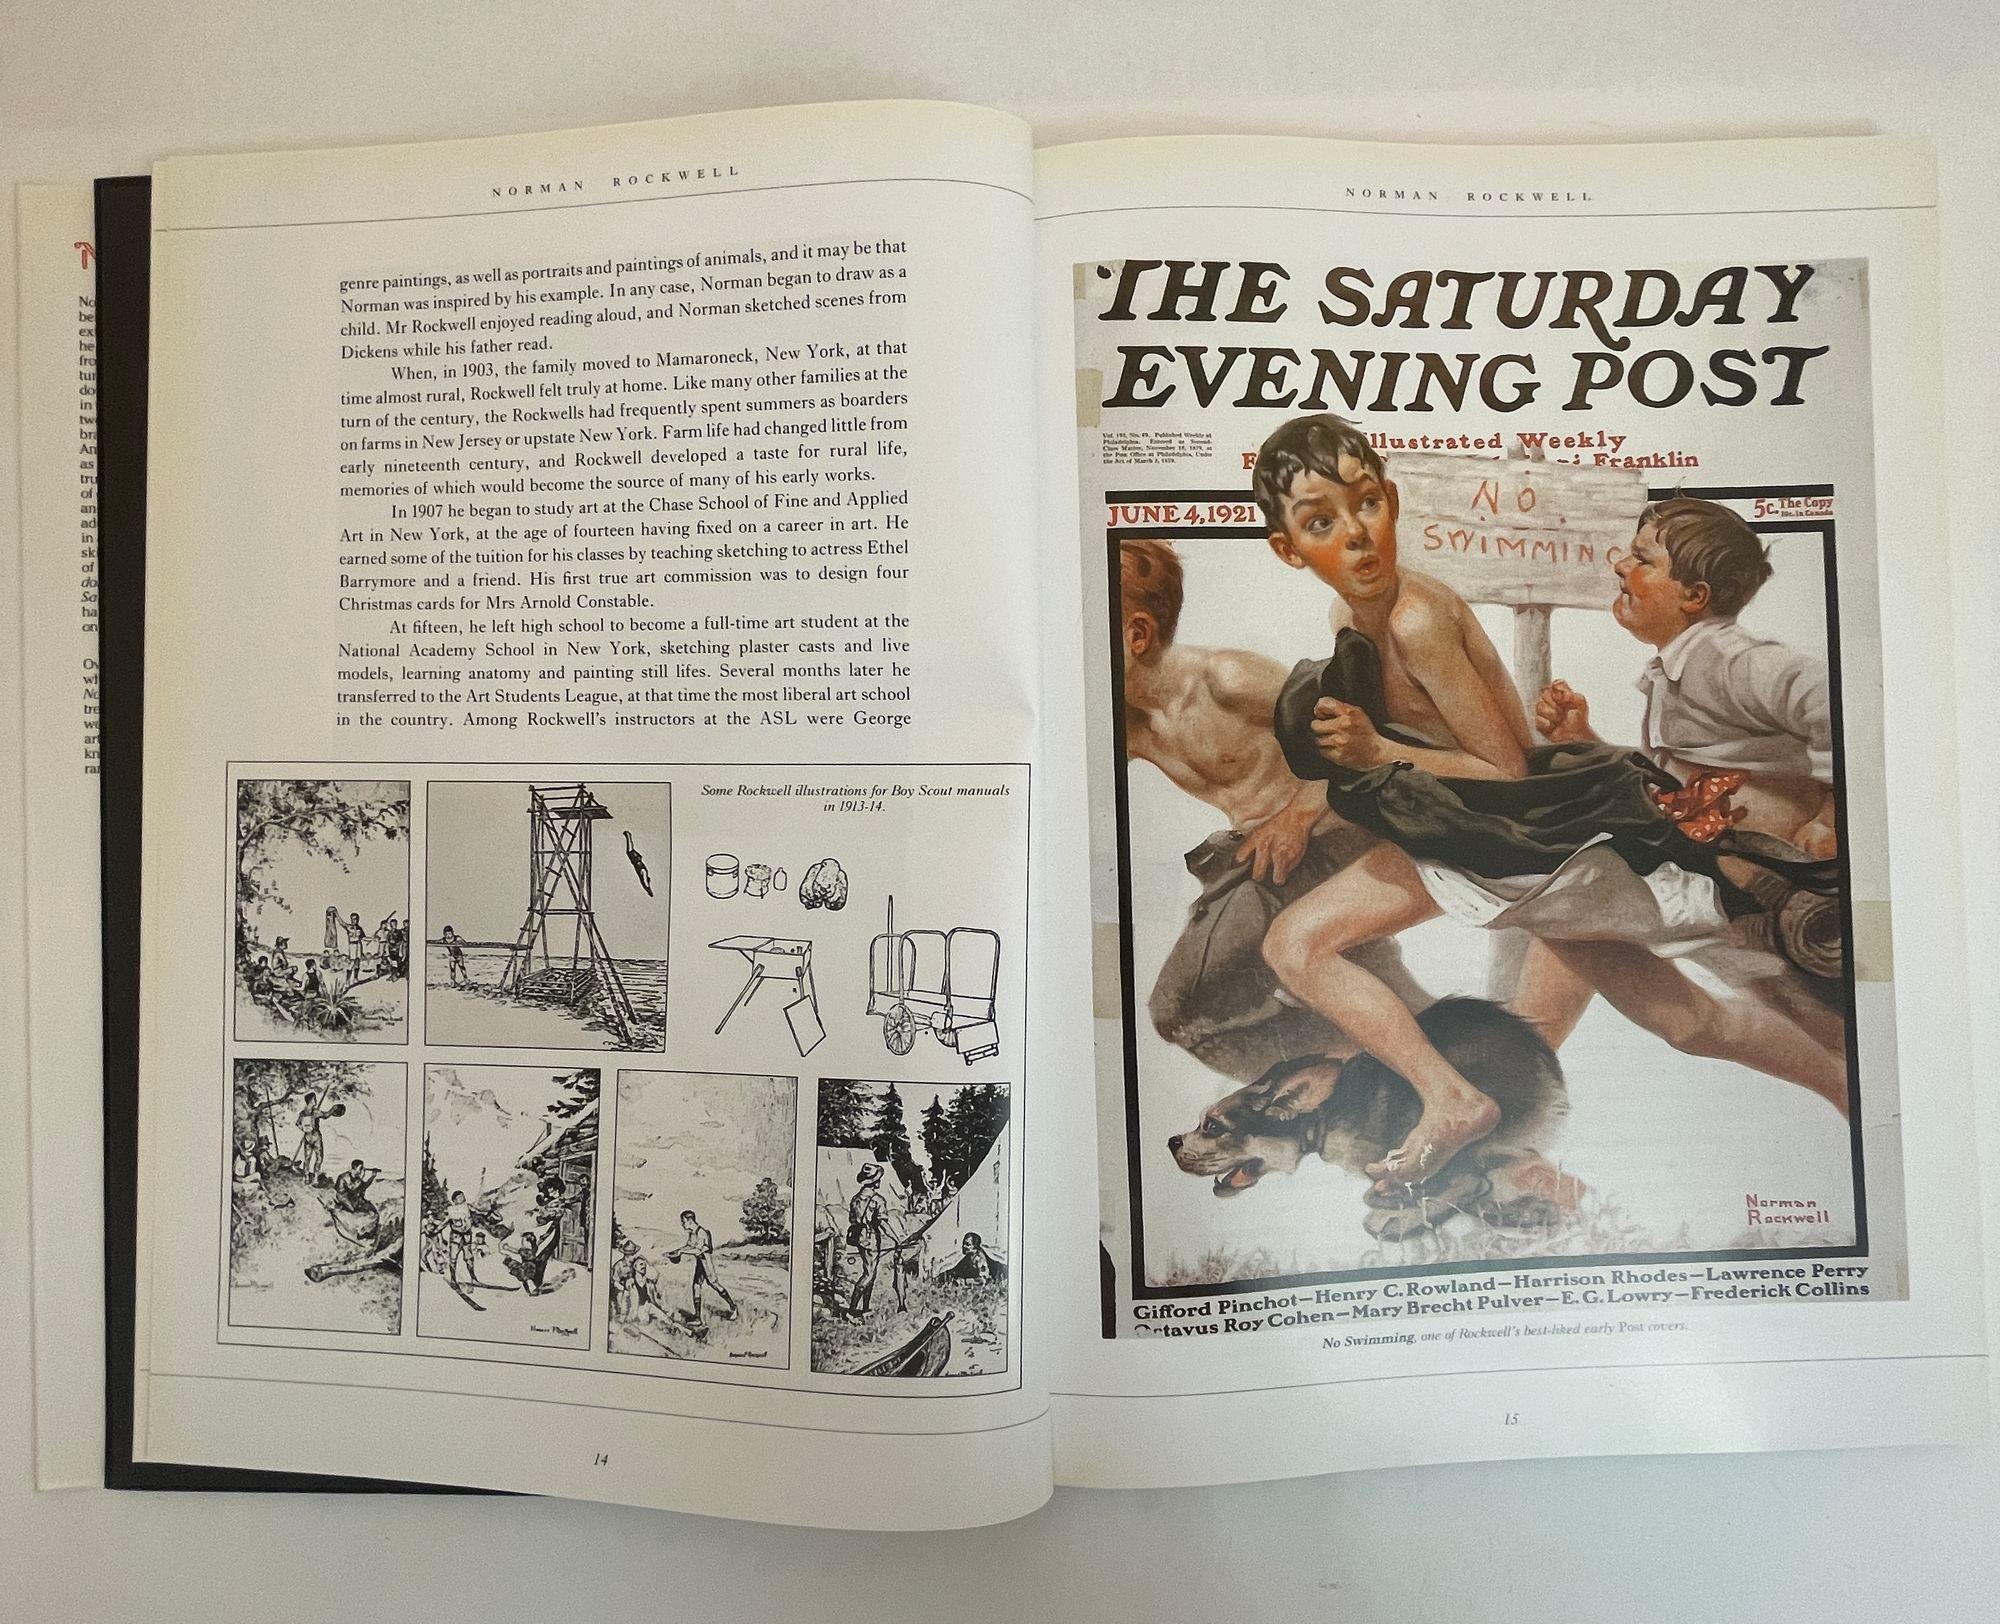 NORMAN ROCKWELL
genre paintings, as well as portraits and paintings of animals, and it may be that
Norman was inspired by his example. In any case, Norman began to draw as a
child. Mr Rockwell enjoyed reading aloud, and Norman sketched scenes from
Dickens while his father read.
When, in 1903, the family moved to Mamaroneck, New York, at that
time almost rural, Rockwell felt truly at home. Like many other families at the
turn of the century, the Rockwells had frequently spent summers as boarders
on farms in New Jersey or upstate New York. Farm life had changed little from
early nineteenth century, and Rockwell developed a taste for rural life,
memories of which would become the source of many of his early works.
In 1907 he began to study art at the Chase School of Fine and Applied
Art in New York, at the age of fourteen having fixed on a career in art. He
earned some of the tuition for his classes by teaching sketching to actress Ethel
Barrymore and a friend. His first true art commission was to design four
Christmas cards for Mrs Arnold Constable.
At fifteen, he left high school to become a full-time art student at the
National Academy School in New York, sketching plaster casts and live
models, learning anatomy and painting still lifes. Several months later he
transferred to the Art Students League, at that time the most liberal art school
in the country. Among Rockwell's instructors at the ASL were George
Some Rockwell illustrations for Boy Scout manuals
in 1913-14.
14
NORMAN ROCKWELL
THE SATURDAY
EVENING POST
Illustrated Weekly
Franklin
JUNE 4, 1921
5c. The Copy
10c. in Canada
NO
SWIMMING
Norman
Rockwell
Gifford Pinchot—Henry C. Rowland—Harrison Rhodes—Lawrence Perry
Octavus Roy Cohen—Mary Brecht Pulver—E. G. Lowry—Frederick Collins
No Swimming, one of Rockwell's best-liked early Post covers.
15